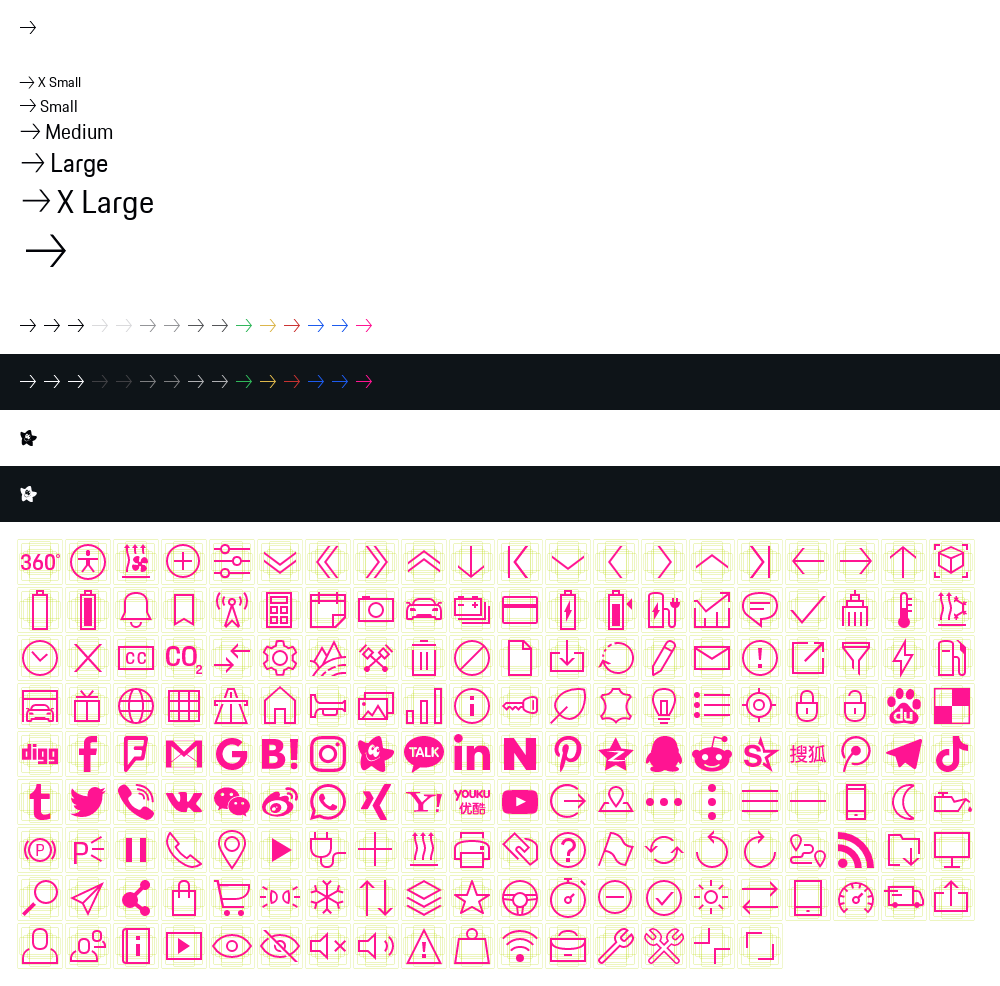 X Small
Small
Medium
Large
X Large
360°
CC CO₂
du
digg f B! TALK in N S 搜狐
t Y! YOUKU 优酷
P P ?